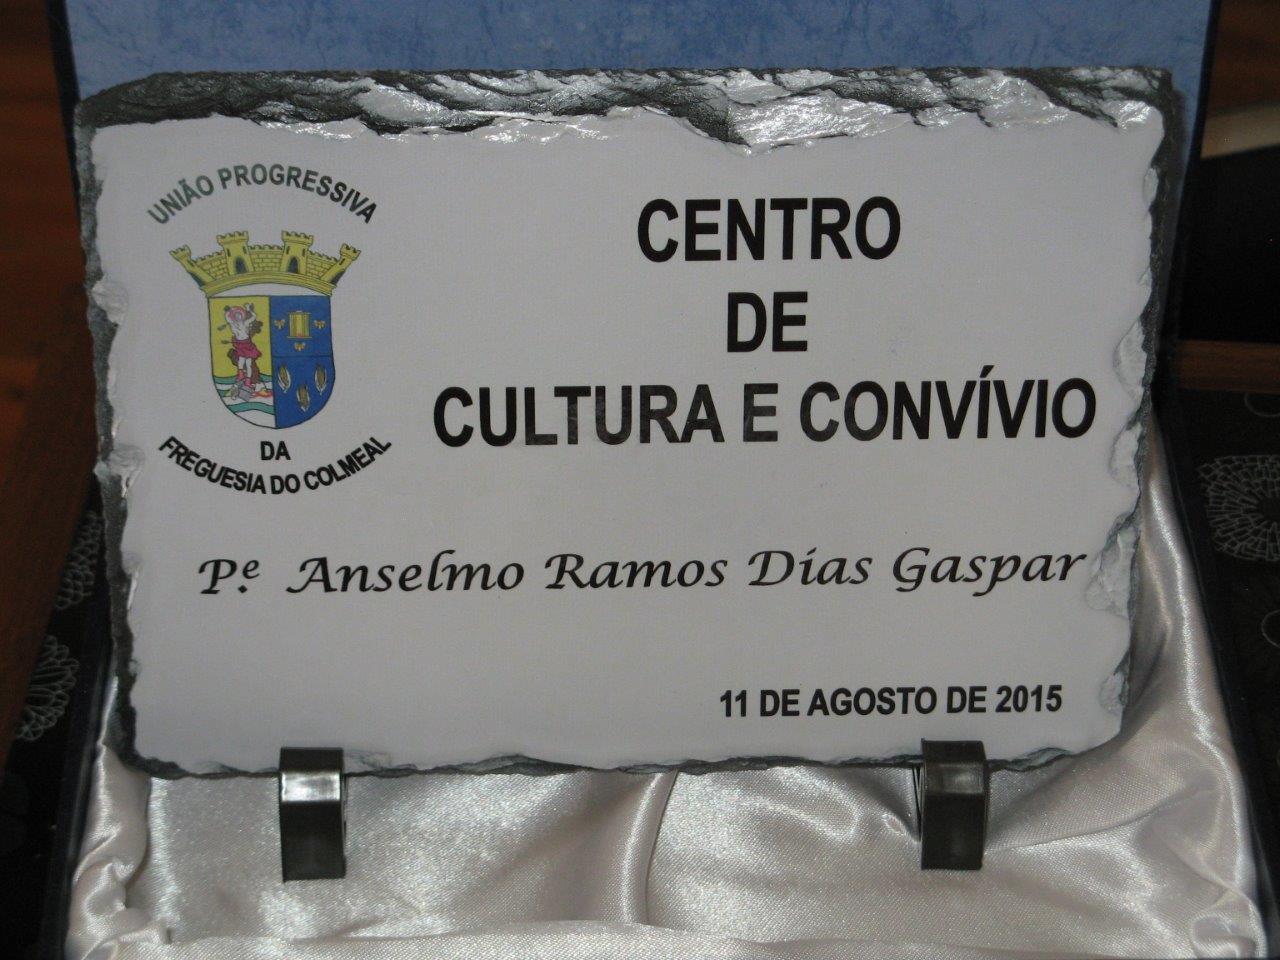 UNIÃO PROGRESSIVA
DA
FREGUESIA DO COLMEAL
CENTRO
DE
CULTURA E CONVÍVIO
Pe. Anselmo Ramos Dias Gaspar
11 DE AGOSTO DE 2015